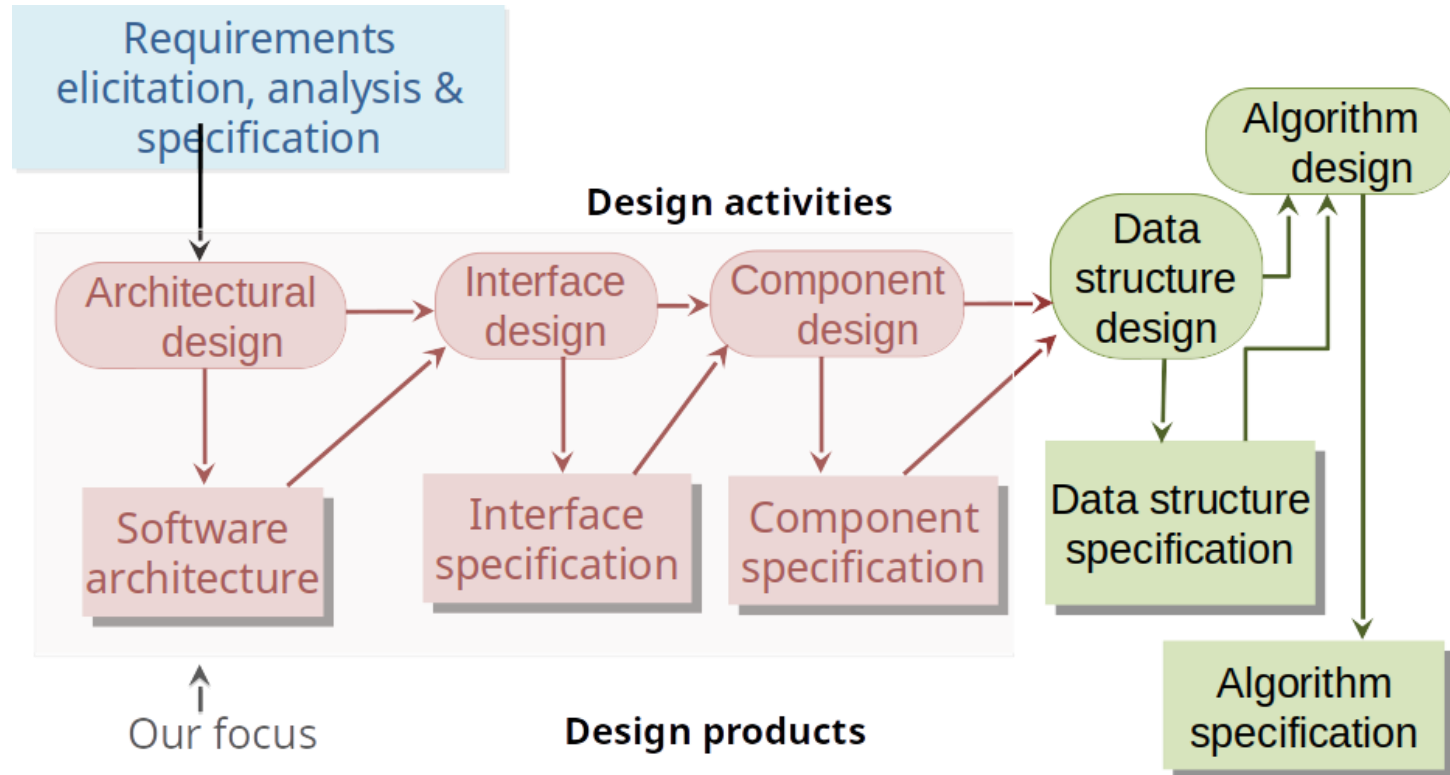 Requirements
elicitation, analysis &
specification
Design activities
Architectural
design
Interface
design
Component
design
Data
structure
design
Algorithm
design
Software
architecture
Interface
specification
Component
specification
Data structure
specification
Algorithm
specification
Our focus
Design products